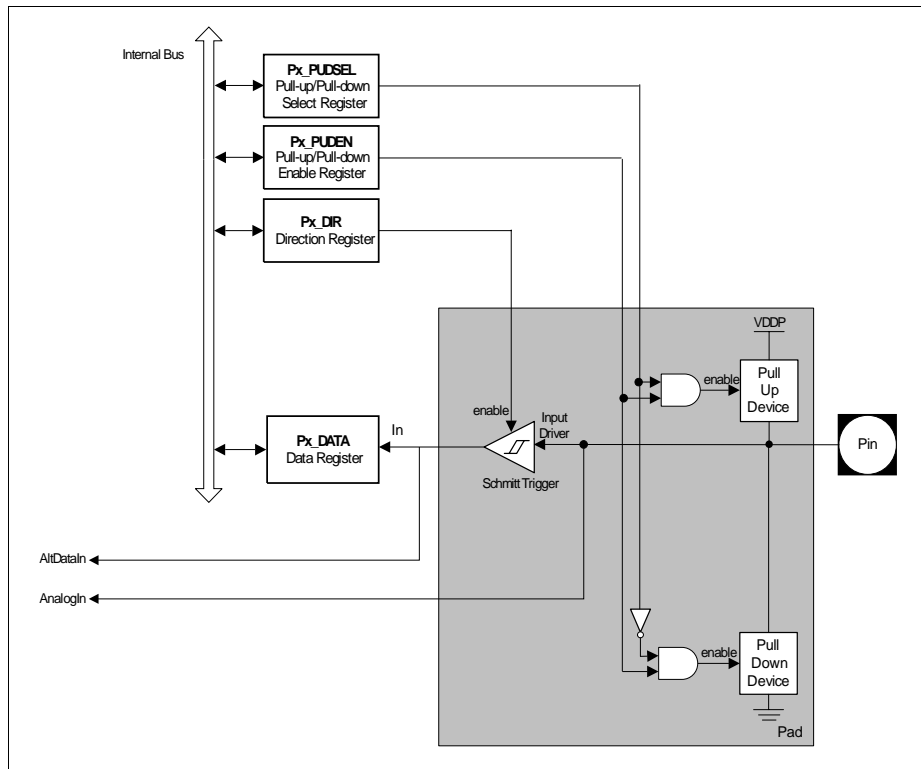 Internal Bus
Px_PUDSEL
Pull-up/Pull-down
Select Register
Px_PUDEN
Pull-up/Pull-down
Enable Register
Px_DIR
Direction Register
VDDP
Pull
Up
Device
enable
enable
Input
Driver
In
Px_DATA
Data Register
Schmitt Trigger
Pin
AltDataIn
AnalogIn
enable
Pull
Down
Device
Pad